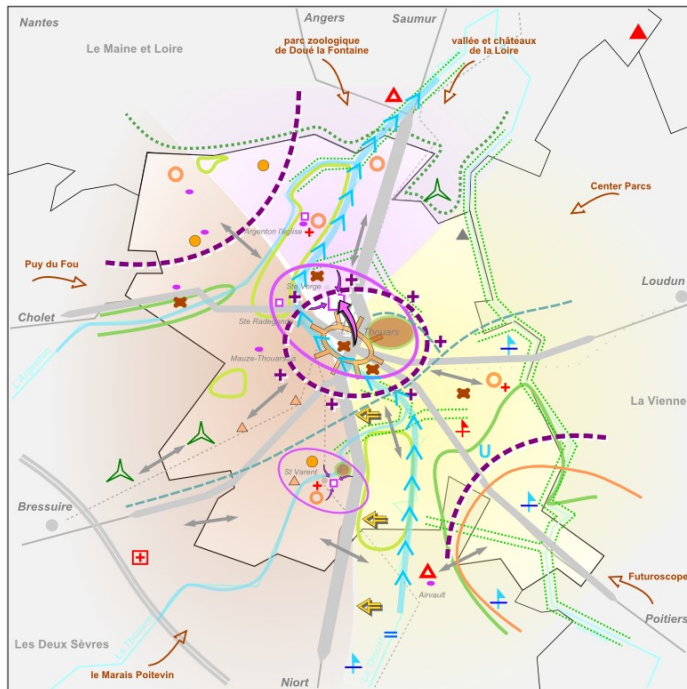 Nantes
Angers
Saumur
Le Maine et Loire
parc zoologique
de Doué la Fontaine
vallée et châteaux
de la Loire
Center Parcs
Argenton l'église
Puy du Fou
Loudun
Ste Verge
Cholet
Ste Radegonde
Thouars
Mauze-Thouarsais
La Vienne
U
St Varent
Bressuire
Futuroscope
Airvault
Poitiers
Les Deux Sèvres
le Marais Poitevin
Niort